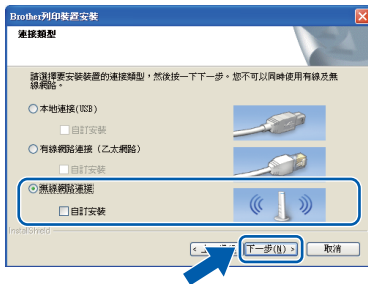 Brother列印裝置安裝
連接類型
請選擇要安裝裝置的連接類型，然後按一下下一步。您不可以同時使用有線及無
線網路。
本地連接(USB)
自訂安裝
有線網路連接（乙太網路）
自訂安裝
無線網路連接
自訂安裝
InstallShield
下一步(N) >
取消